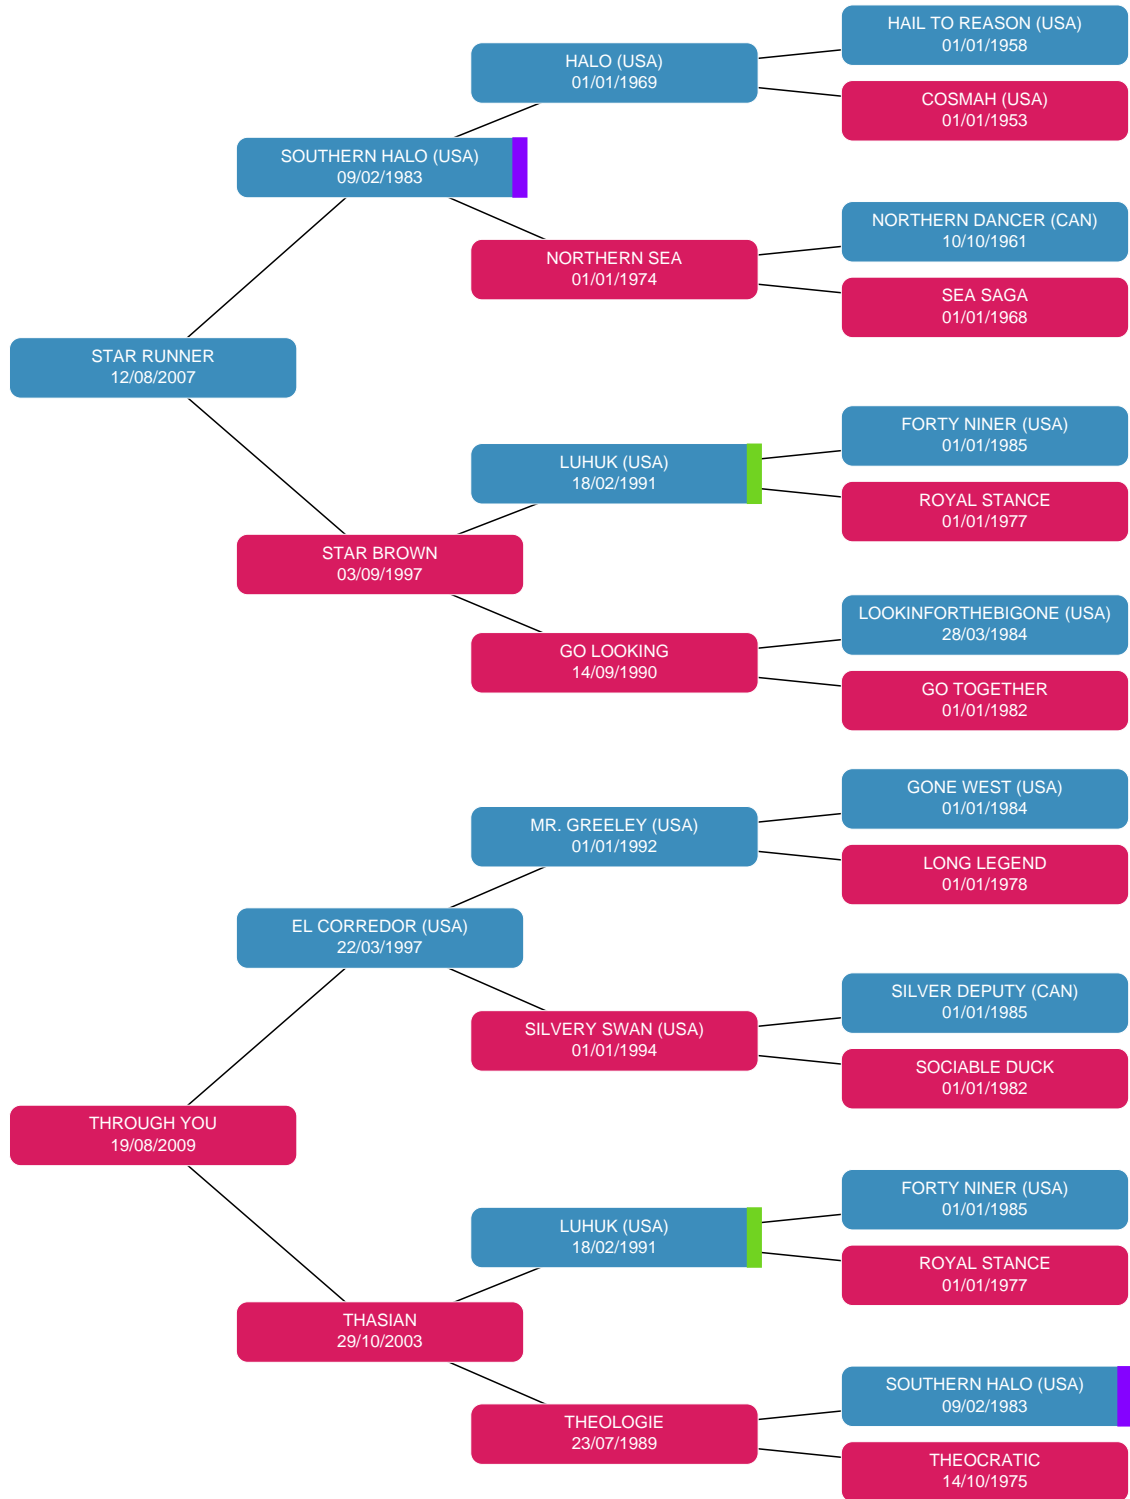 HAIL TO REASON (USA)
01/01/1958
HALO (USA)
01/01/1969
COSMAH (USA)
01/01/1953
SOUTHERN HALO (USA)
09/02/1983
NORTHERN DANCER (CAN)
10/10/1961
NORTHERN SEA
01/01/1974
SEA SAGA
01/01/1968
STAR RUNNER
12/08/2007
FORTY NINER (USA)
01/01/1985
LUHUK (USA)
18/02/1991
ROYAL STANCE
01/01/1977
STAR BROWN
03/09/1997
LOOKINFORTHEBIGONE (USA)
28/03/1984
GO LOOKING
14/09/1990
GO TOGETHER
01/01/1982
GONE WEST (USA)
01/01/1984
MR. GREELEY (USA)
01/01/1992
LONG LEGEND
01/01/1978
EL CORREDOR (USA)
22/03/1997
SILVER DEPUTY (CAN)
01/01/1985
SILVERY SWAN (USA)
01/01/1994
SOCIABLE DUCK
01/01/1982
THROUGH YOU
19/08/2009
FORTY NINER (USA)
01/01/1985
LUHUK (USA)
18/02/1991
ROYAL STANCE
01/01/1977
THASIAN
29/10/2003
SOUTHERN HALO (USA)
09/02/1983
THEOLOGIE
23/07/1989
THEOCRATIC
14/10/1975